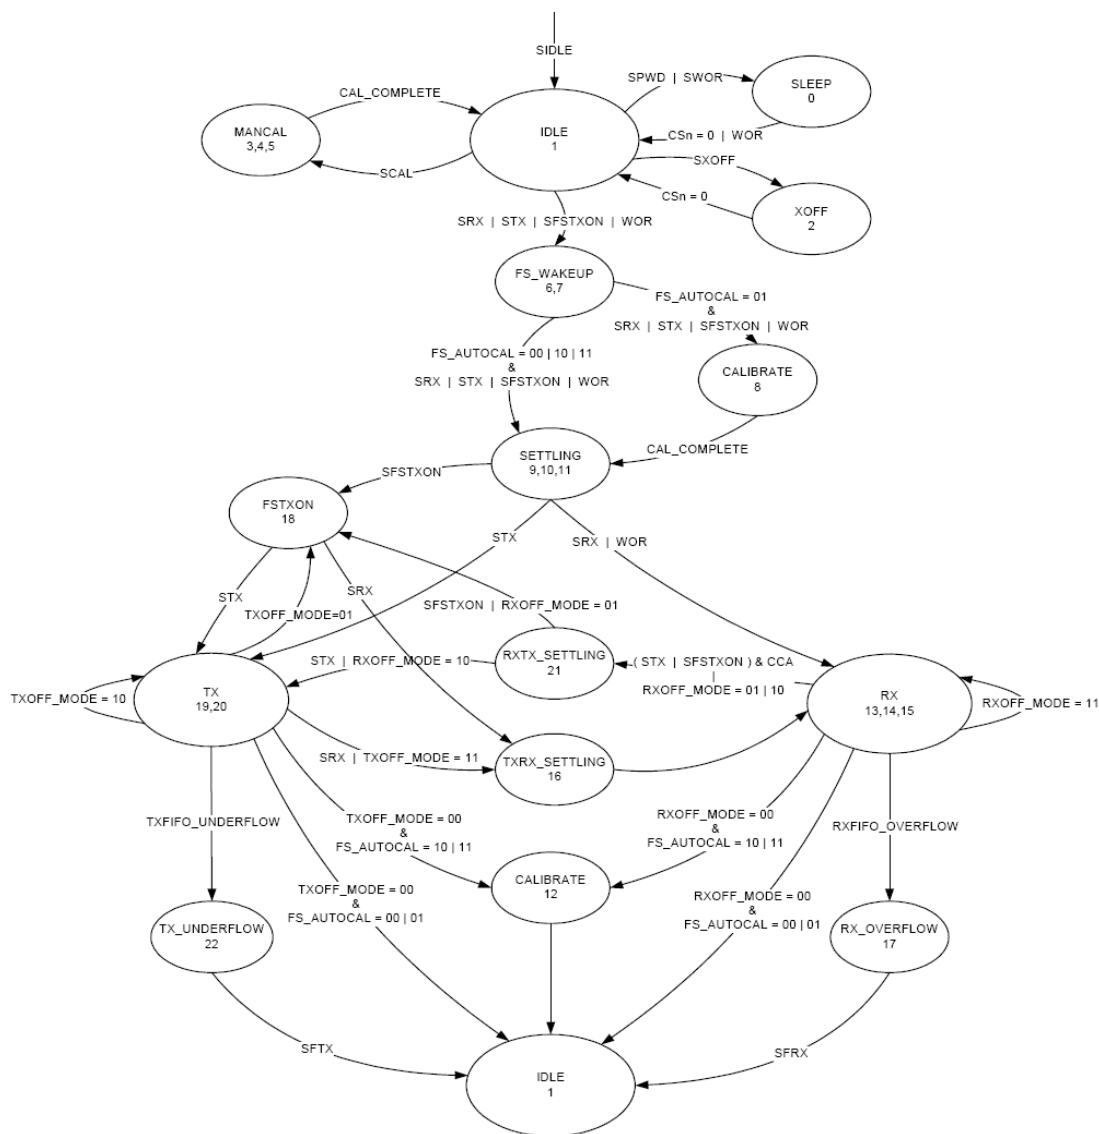 SIDLE
SPWD | SWOR
SLEEP
0
CAL_COMPLETE
IDLE
1
CSn = 0 | WOR
MANCAL
3,4,5
SCAL
SXOFF
CSn = 0
XOFF
2
SRX | STX | SFSTXON | WOR
FS_WAKEUP
6,7
FS_AUTOCAL = 01
&
SRX | STX | SFSTXON | WOR
FS_AUTOCAL = 00 | 10 | 11
&
SRX | STX | SFSTXON | WOR
CALIBRATE
8
CAL_COMPLETE
SETTLING
9,10,11
SFSTXON
FSTXON
18
STX
SRX | WOR
STX
SRX
TXOFF_MODE=01
SFSTXON | RXOFF_MODE = 01
RXTX_SETTLING
21
STX | RXOFF_MODE = 10
( STX | SFSTXON ) & CCA
|
RXOFF_MODE = 01 | 10
TXOFF_MODE = 10
TX
19,20
RX
13,14,15
RXOFF_MODE = 11
SRX | TXOFF_MODE = 11
TXRX_SETTLING
16
TXFIFO_UNDERFLOW
TXOFF_MODE = 00
&
FS_AUTOCAL = 10 | 11
RXOFF_MODE = 00
&
FS_AUTOCAL = 10 | 11
RXFIFO_OVERFLOW
TXOFF_MODE = 00
&
FS_AUTOCAL = 00 | 01
CALIBRATE
12
RXOFF_MODE = 00
&
FS_AUTOCAL = 00 | 01
TX_UNDERFLOW
22
RX_OVERFLOW
17
SFTX
SFRX
IDLE
1